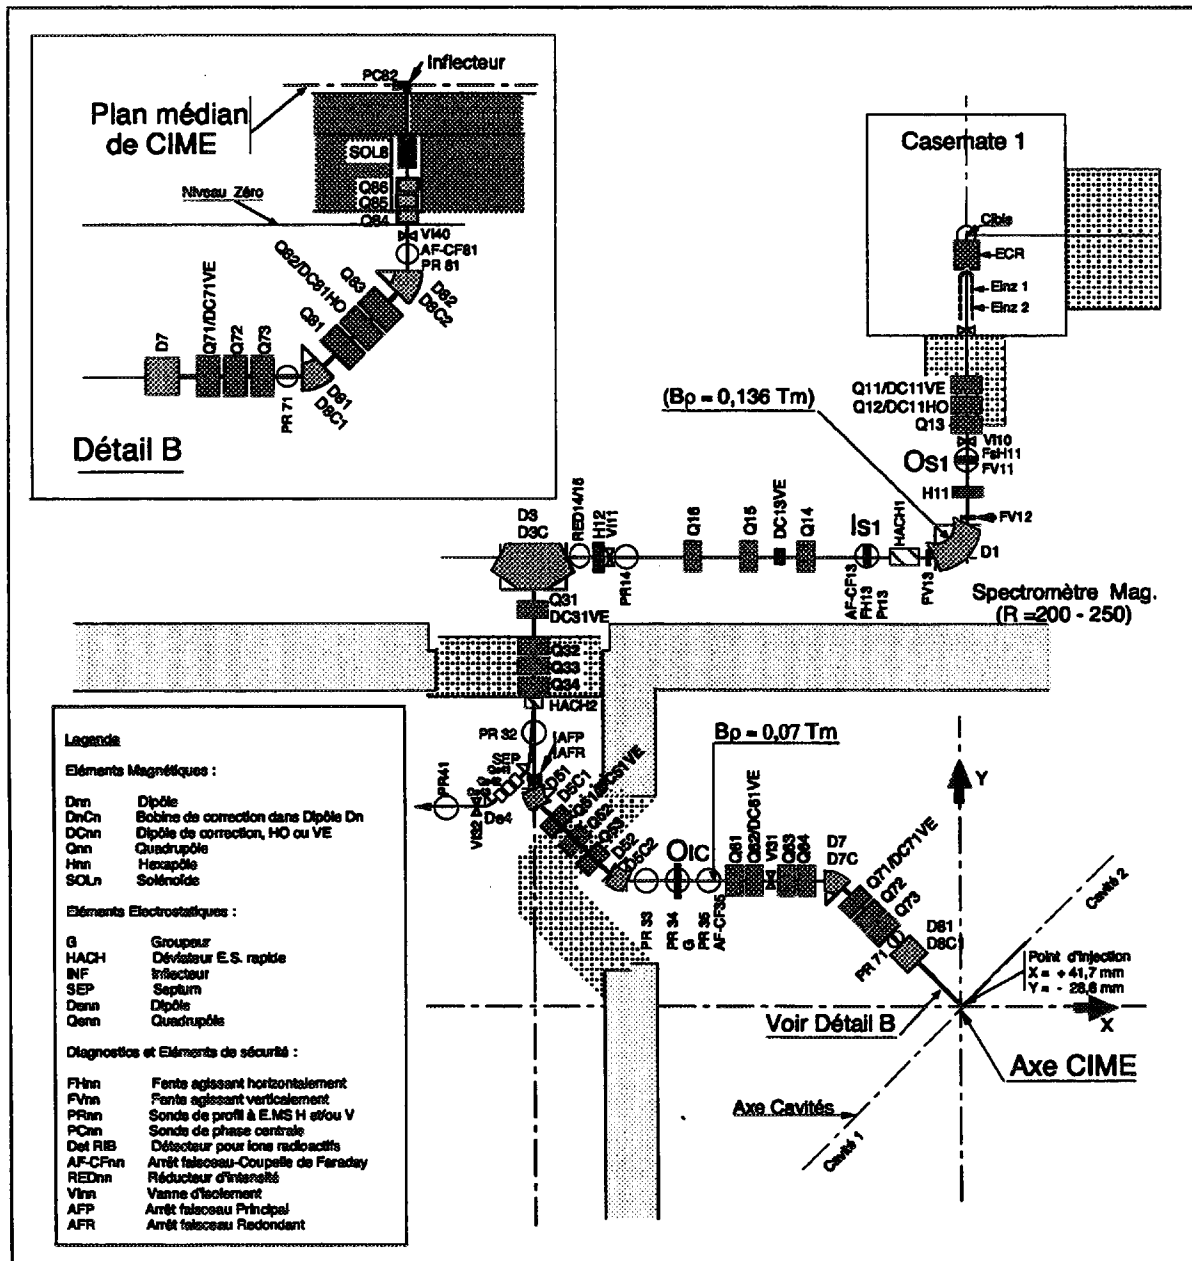 Inflecteur
PC82
Plan médian
de CIME
SOL8
Q86
Q85
Q84
Niveau Zéro
VI40
AF-CF81
PR 81
Q82/DC81HO
Q83
Q81
D82
D8C2
D7
Q71/DC71VE
Q72
Q73
PR 71
D81
D8C1
Détail B
Casemate 1
Cible
ECR
Einz 1
Einz 2
Q11/DC11VE
Q12/DC11HO
Q13
(Bρ = 0,136 Tm)
VI10
OS1
FsH11
FV11
H11
FV12
D1
D3
D3C
RED14/15
H12
VI11
PR14
Q16
Q15
DC13VE
Q14
IS1
HACH1
AF-CF13
FH13
Pr13
FV13
Spectromètre Mag.
(R =200 - 250)
Q31
DC31VE
Q32
Q33
Q34
HACH2
PR 32
AFP
AFR
SEP
PR41
VI32
De4
D51
D5C1
Q51/DC51VE
Q52
Q53
D52
D5C2
Bρ = 0,07 Tm
OIC
PR 33
PR 34
G
PR 35
AF-CF35
Q61
Q62/DC61VE
VI31
Q63
Q64
D7
D7C
Q71/DC71VE
Q72
Q73
PR 71
D81
D8C1
Y
X
Cavité 2
Point d'injection
X = + 41,7 mm
Y = - 28,6 mm
Voir Détail B
Axe CIME
Axe Cavités
Cavité 1
Legende
Eléments Magnétiques :
Dnn Dipôle
DnCn Bobine de correction dans Dipôle Dn
DCnn Dipôle de correction, HO ou VE
Qnn Quadrupôle
Hnn Hexapôle
SOLn Solénoïde
Eléments Electrostatiques :
G Groupeur
HACH Déviateur E.S. rapide
INF Inflecteur
SEP Septum
Denn Dipôle
Qenn Quadrupôle
Diagnostics et Eléments de sécurité :
FHnn Fente agissant horizontalement
FVnn Fente agissant verticalement
PRnn Sonde de profil à E.MS H et/ou V
PCnn Sonde de phase centrale
Det RIB Détecteur pour ions radioactifs
AF-CFnn Arrêt faisceau-Coupelle de Faraday
REDnn Réducteur d'intensité
VInn Vanne d'isolement
AFP Arrêt faisceau Principal
AFR Arrêt faisceau Redondant